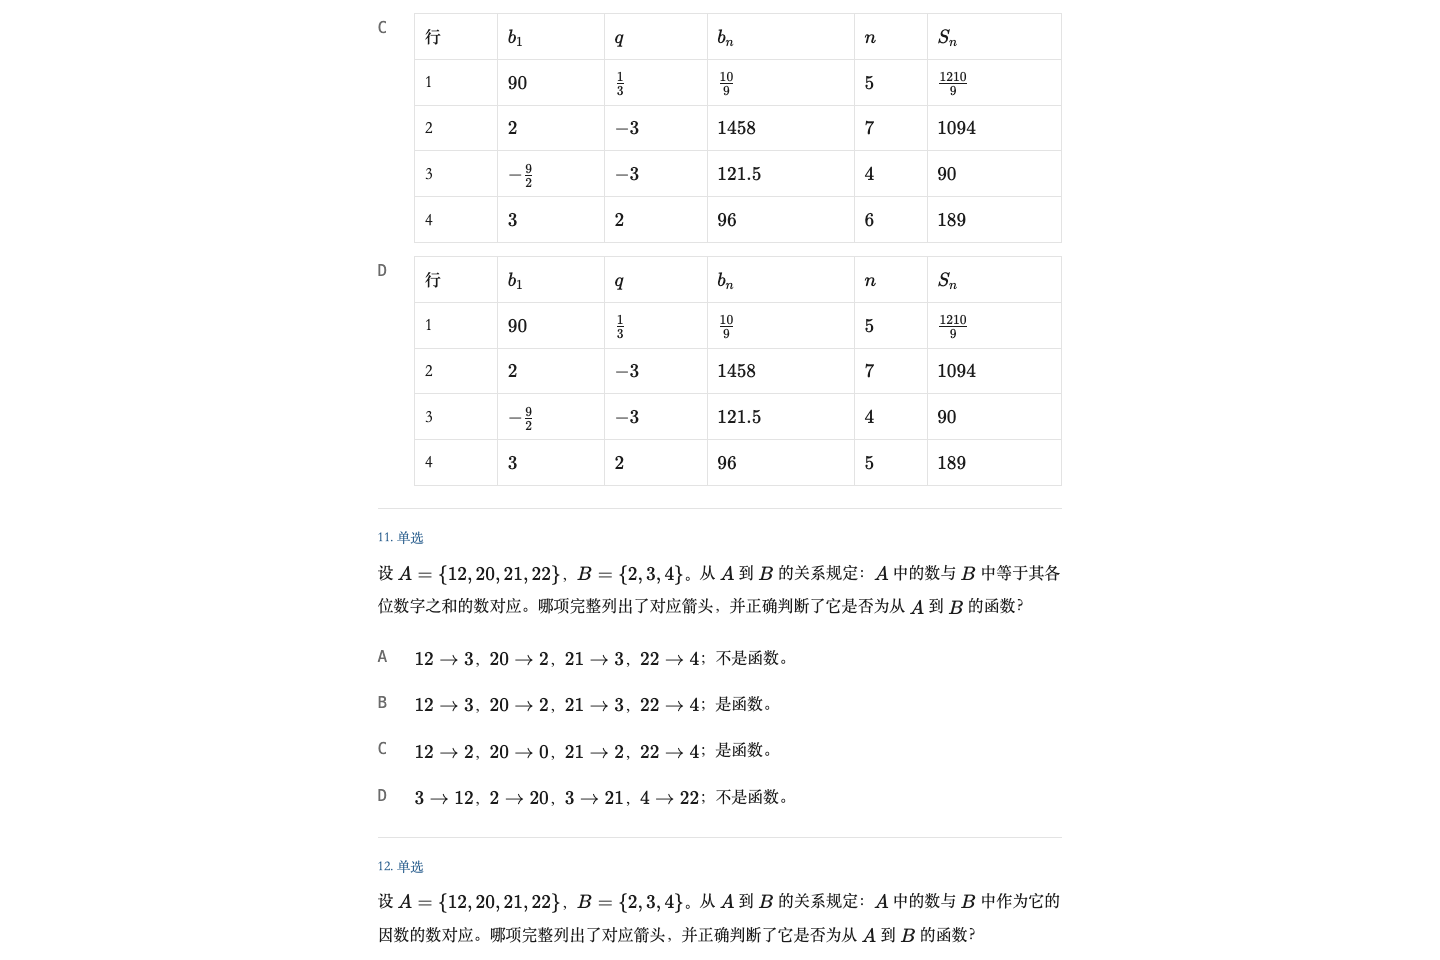 C
行 b₁ q bₙ n Sₙ
1 90 1/3 10/9 5 1210/9
2 2 −3 1458 7 1094
3 −9/2 −3 121.5 4 90
4 3 2 96 6 189
D
行 b₁ q bₙ n Sₙ
1 90 1/3 10/9 5 1210/9
2 2 −3 1458 7 1094
3 −9/2 −3 121.5 4 90
4 3 2 96 5 189
11. 单选
设 A = {12, 20, 21, 22}，B = {2, 3, 4}。从 A 到 B 的关系规定：A 中的数与 B 中等于其各
位数字之和的数对应。哪项完整列出了对应箭头，并正确判断了它是否为从 A 到 B 的函数？
A 12 → 3，20 → 2，21 → 3，22 → 4；不是函数。
B 12 → 3，20 → 2，21 → 3，22 → 4；是函数。
C 12 → 2，20 → 0，21 → 2，22 → 4；是函数。
D 3 → 12，2 → 20，3 → 21，4 → 22；不是函数。
12. 单选
设 A = {12, 20, 21, 22}，B = {2, 3, 4}。从 A 到 B 的关系规定：A 中的数与 B 中作为它的
因数的数对应。哪项完整列出了对应箭头，并正确判断了它是否为从 A 到 B 的函数？